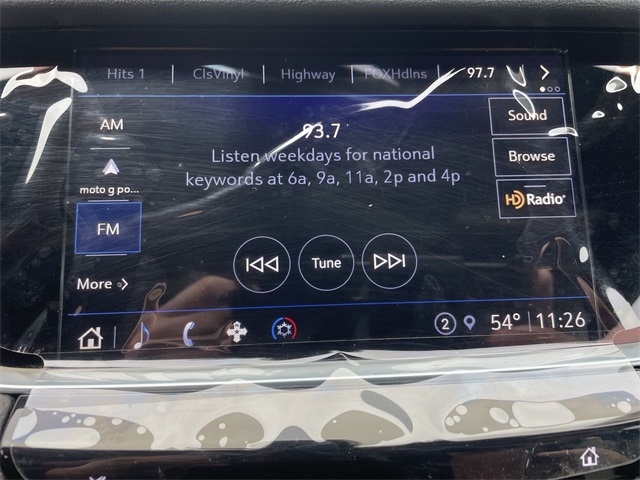 Hits 1 ClsVinyl Highway FOXHdlns 97.7
AM
93.7
Sound
Listen weekdays for national
keywords at 6a, 9a, 11a, 2p and 4p
Browse
moto g po...
HD Radio
FM
Tune
More
2 54° 11:26